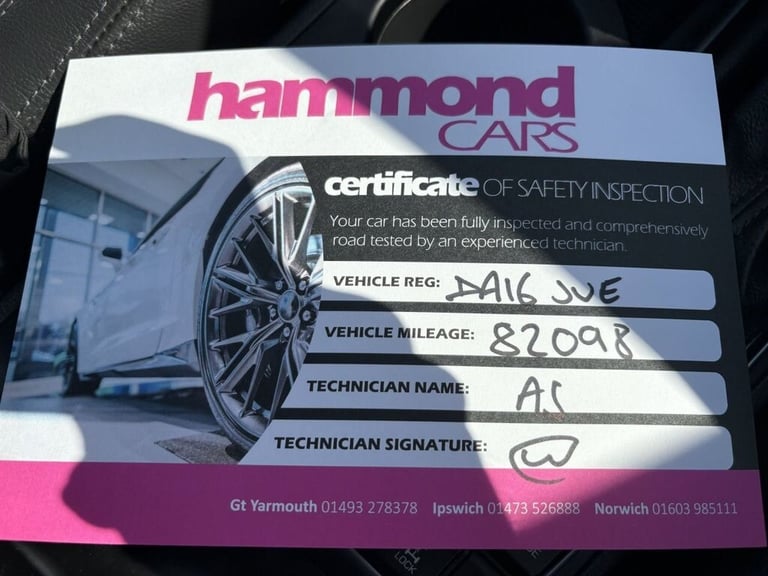 hammond
CARS
certificate OF SAFETY INSPECTION
Your car has been fully inspected and comprehensively
road tested by an experienced technician.
VEHICLE REG: DA16 JUE
VEHICLE MILEAGE: 82098
TECHNICIAN NAME: A.S
TECHNICIAN SIGNATURE:
Gt Yarmouth 01493 278378 Ipswich 01473 526888 Norwich 01603 985111
LOCK